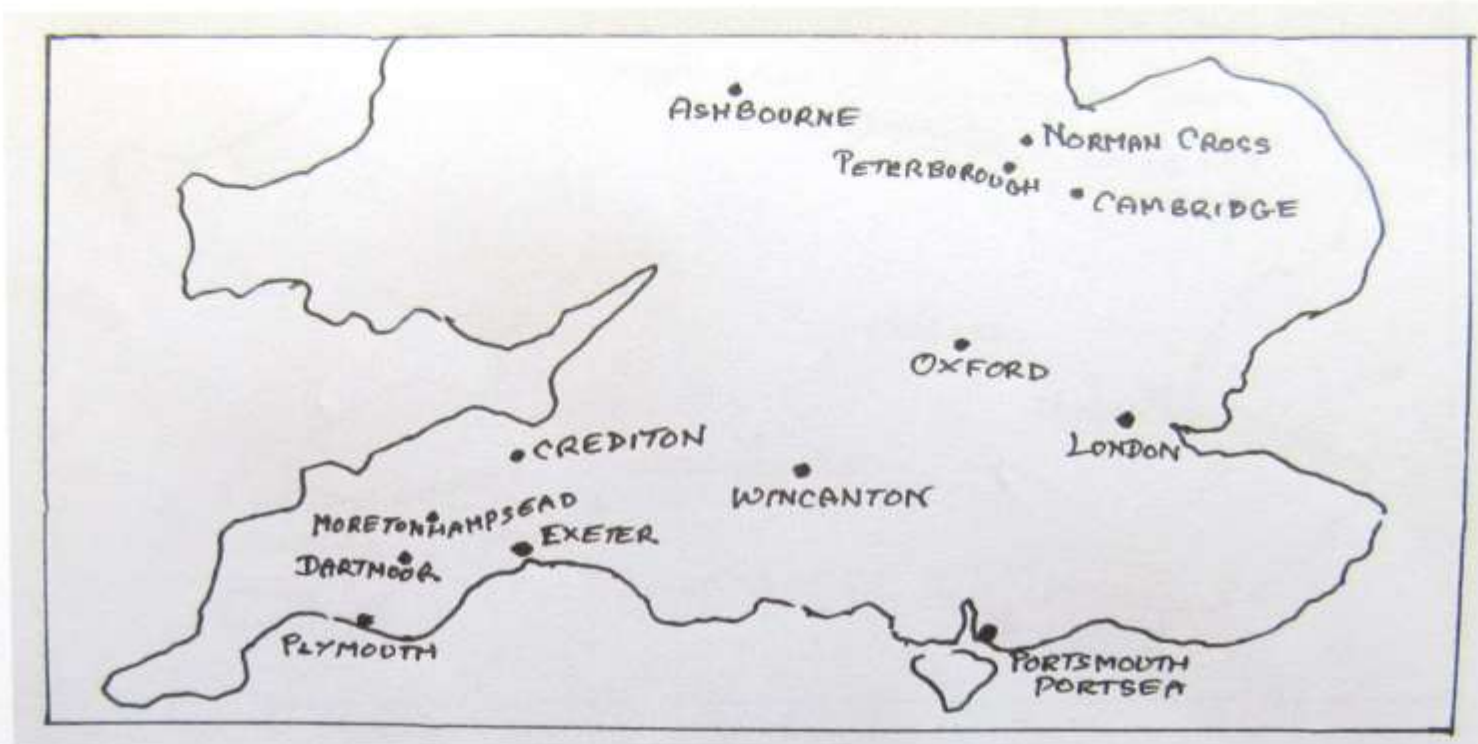 ASHBOURNE
NORMAN CROSS
PETERBOROUGH
CAMBRIDGE
OXFORD
LONDON
CREDITON
WINCANTON
MORETONHAMPSEAD
EXETER
DARTMOOR
PLYMOUTH
PORTSMOUTH
PORTSEA